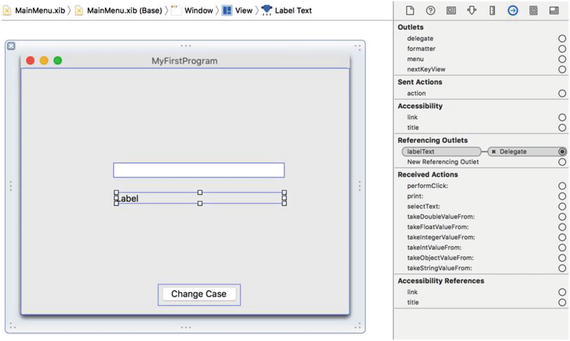 MainMenu.xib MainMenu.xib (Base) Window View Label Text
MyFirstProgram
Label
Change Case
Outlets
delegate
formatter
menu
nextKeyView
Sent Actions
action
Accessibility
link
title
Referencing Outlets
labelText Delegate
New Referencing Outlet
Received Actions
performClick:
print:
selectText:
takeDoubleValueFrom:
takeFloatValueFrom:
takeIntegerValueFrom:
takeIntValueFrom:
takeObjectValueFrom:
takeStringValueFrom:
Accessibility References
link
title